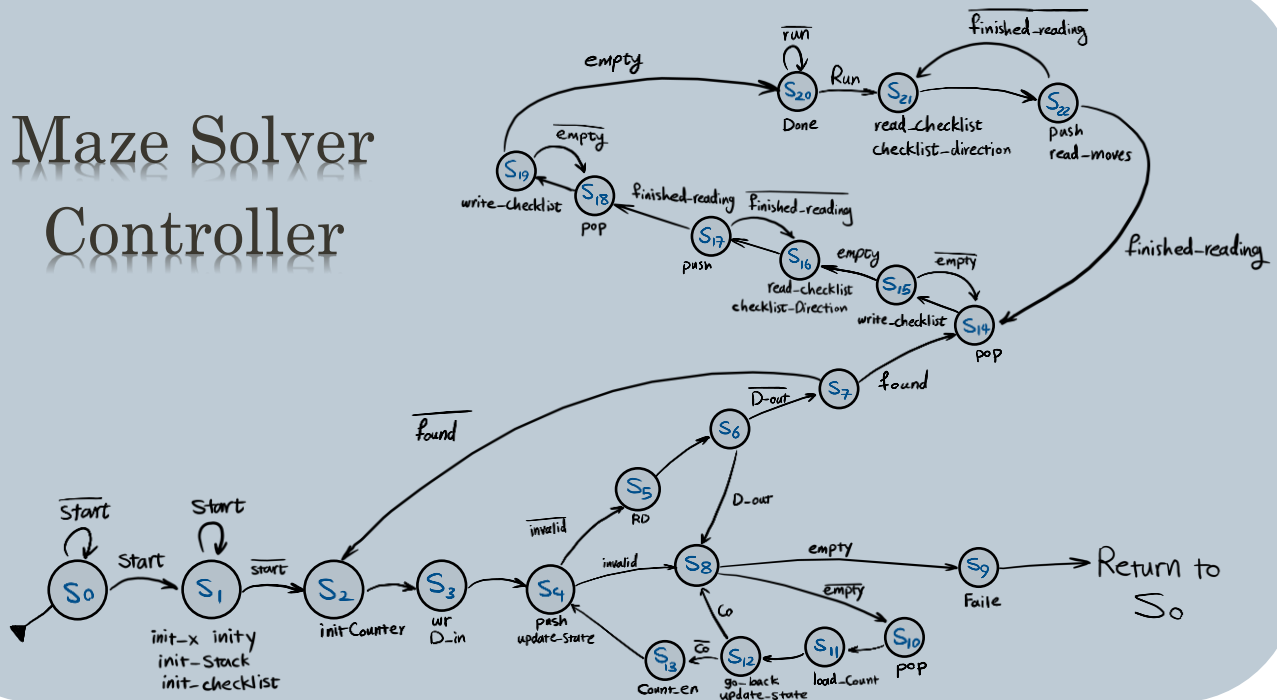 Maze Solver
Controller
finished_reading
run
empty
S20
Run
S21
S22
Done
read_checklist
checklist_direction
push
read_moves
empty
S19
S18
write_checklist
pop
finished_reading
finished_reading
S17
push
S16
read_checklist
checklist_Direction
empty
S15
empty
write_checklist
S14
pop
finished_reading
S7
found
D_out
found
S6
S5
RD
D_out
Start
Start
invalid
S0
Start
S1
start
S2
S3
S4
invalid
S8
empty
S9
Return to
S0
init_x inity
init_Stack
init_checklist
initCounter
wr
D_in
push
update_state
Faile
empty
Co
S10
pop
S11
load_Count
S12
go_back
update_state
Co
S13
Count_en